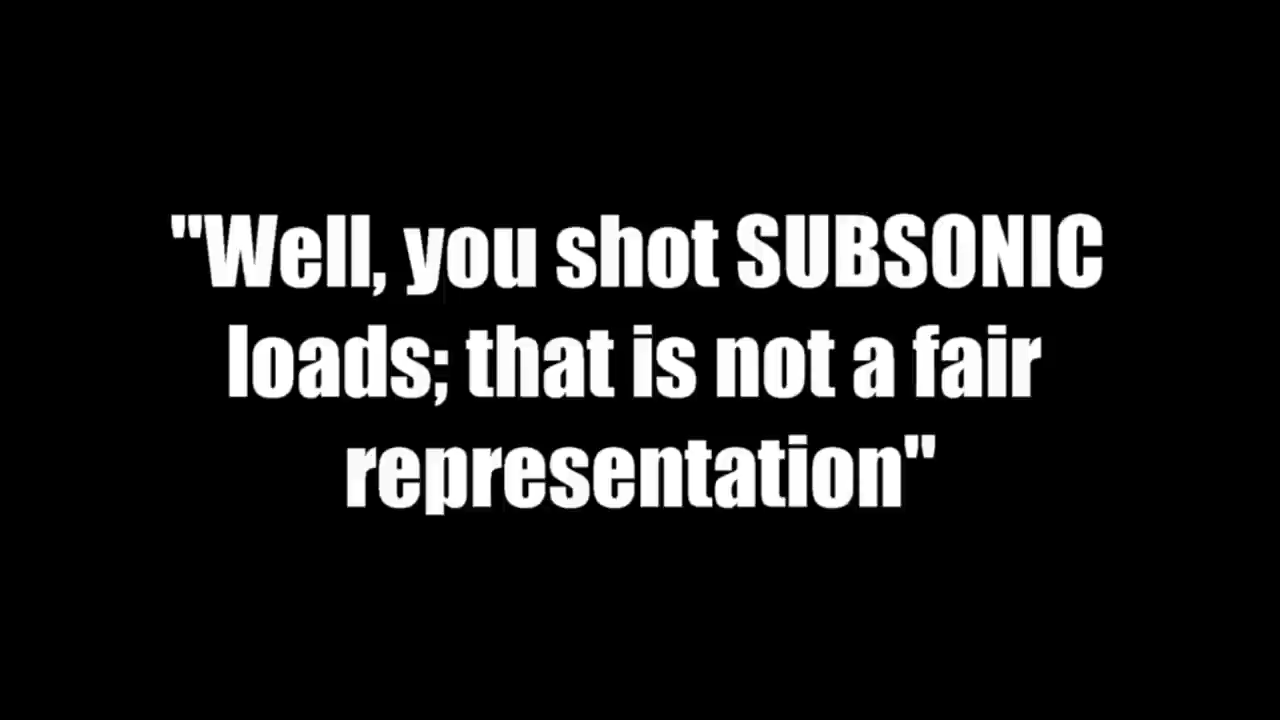 "Well, you shot SUBSONIC
loads; that is not a fair
representation"